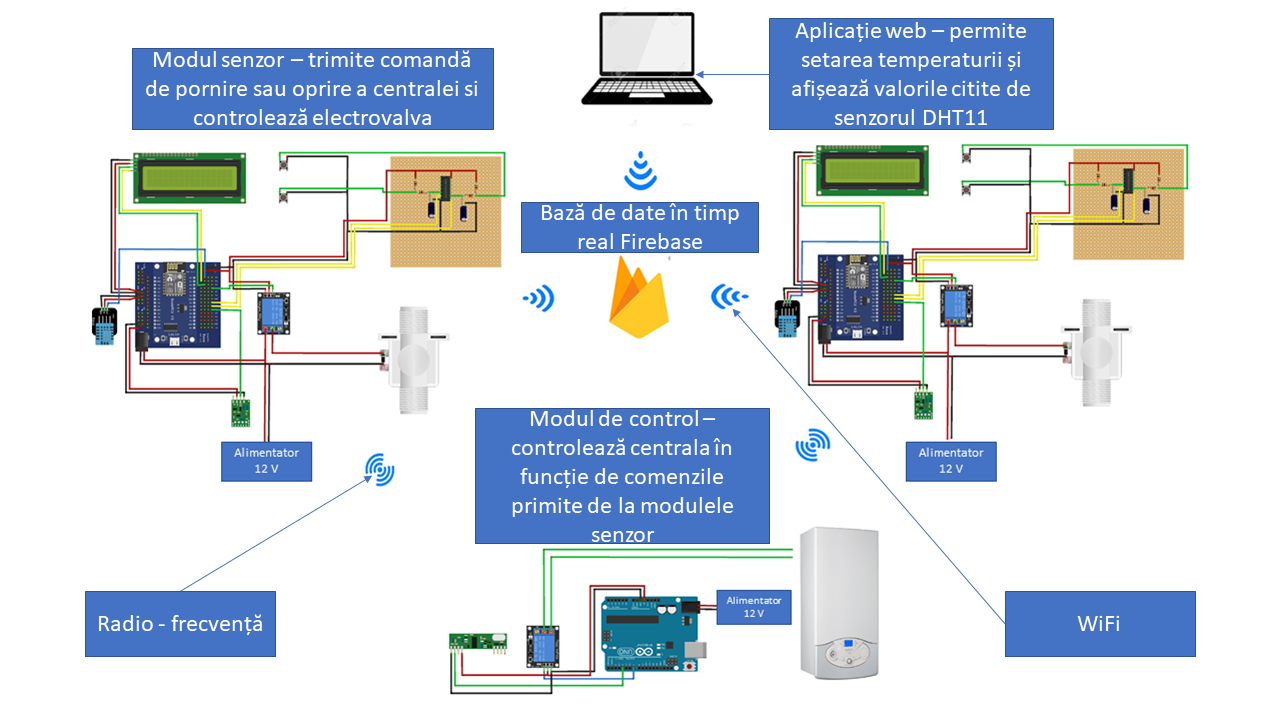 Modul senzor – trimite comandă
de pornire sau oprire a centralei si
controlează electrovalva
Aplicație web – permite
setarea temperaturii și
afișează valorile citite de
senzorul DHT11
Bază de date în timp
real Firebase
Alimentator
12 V
Alimentator
12 V
Modul de control –
controlează centrala în
funcție de comenzile
primite de la modulele
senzor
Radio - frecvență
Alimentator
12 V
WiFi
UNO